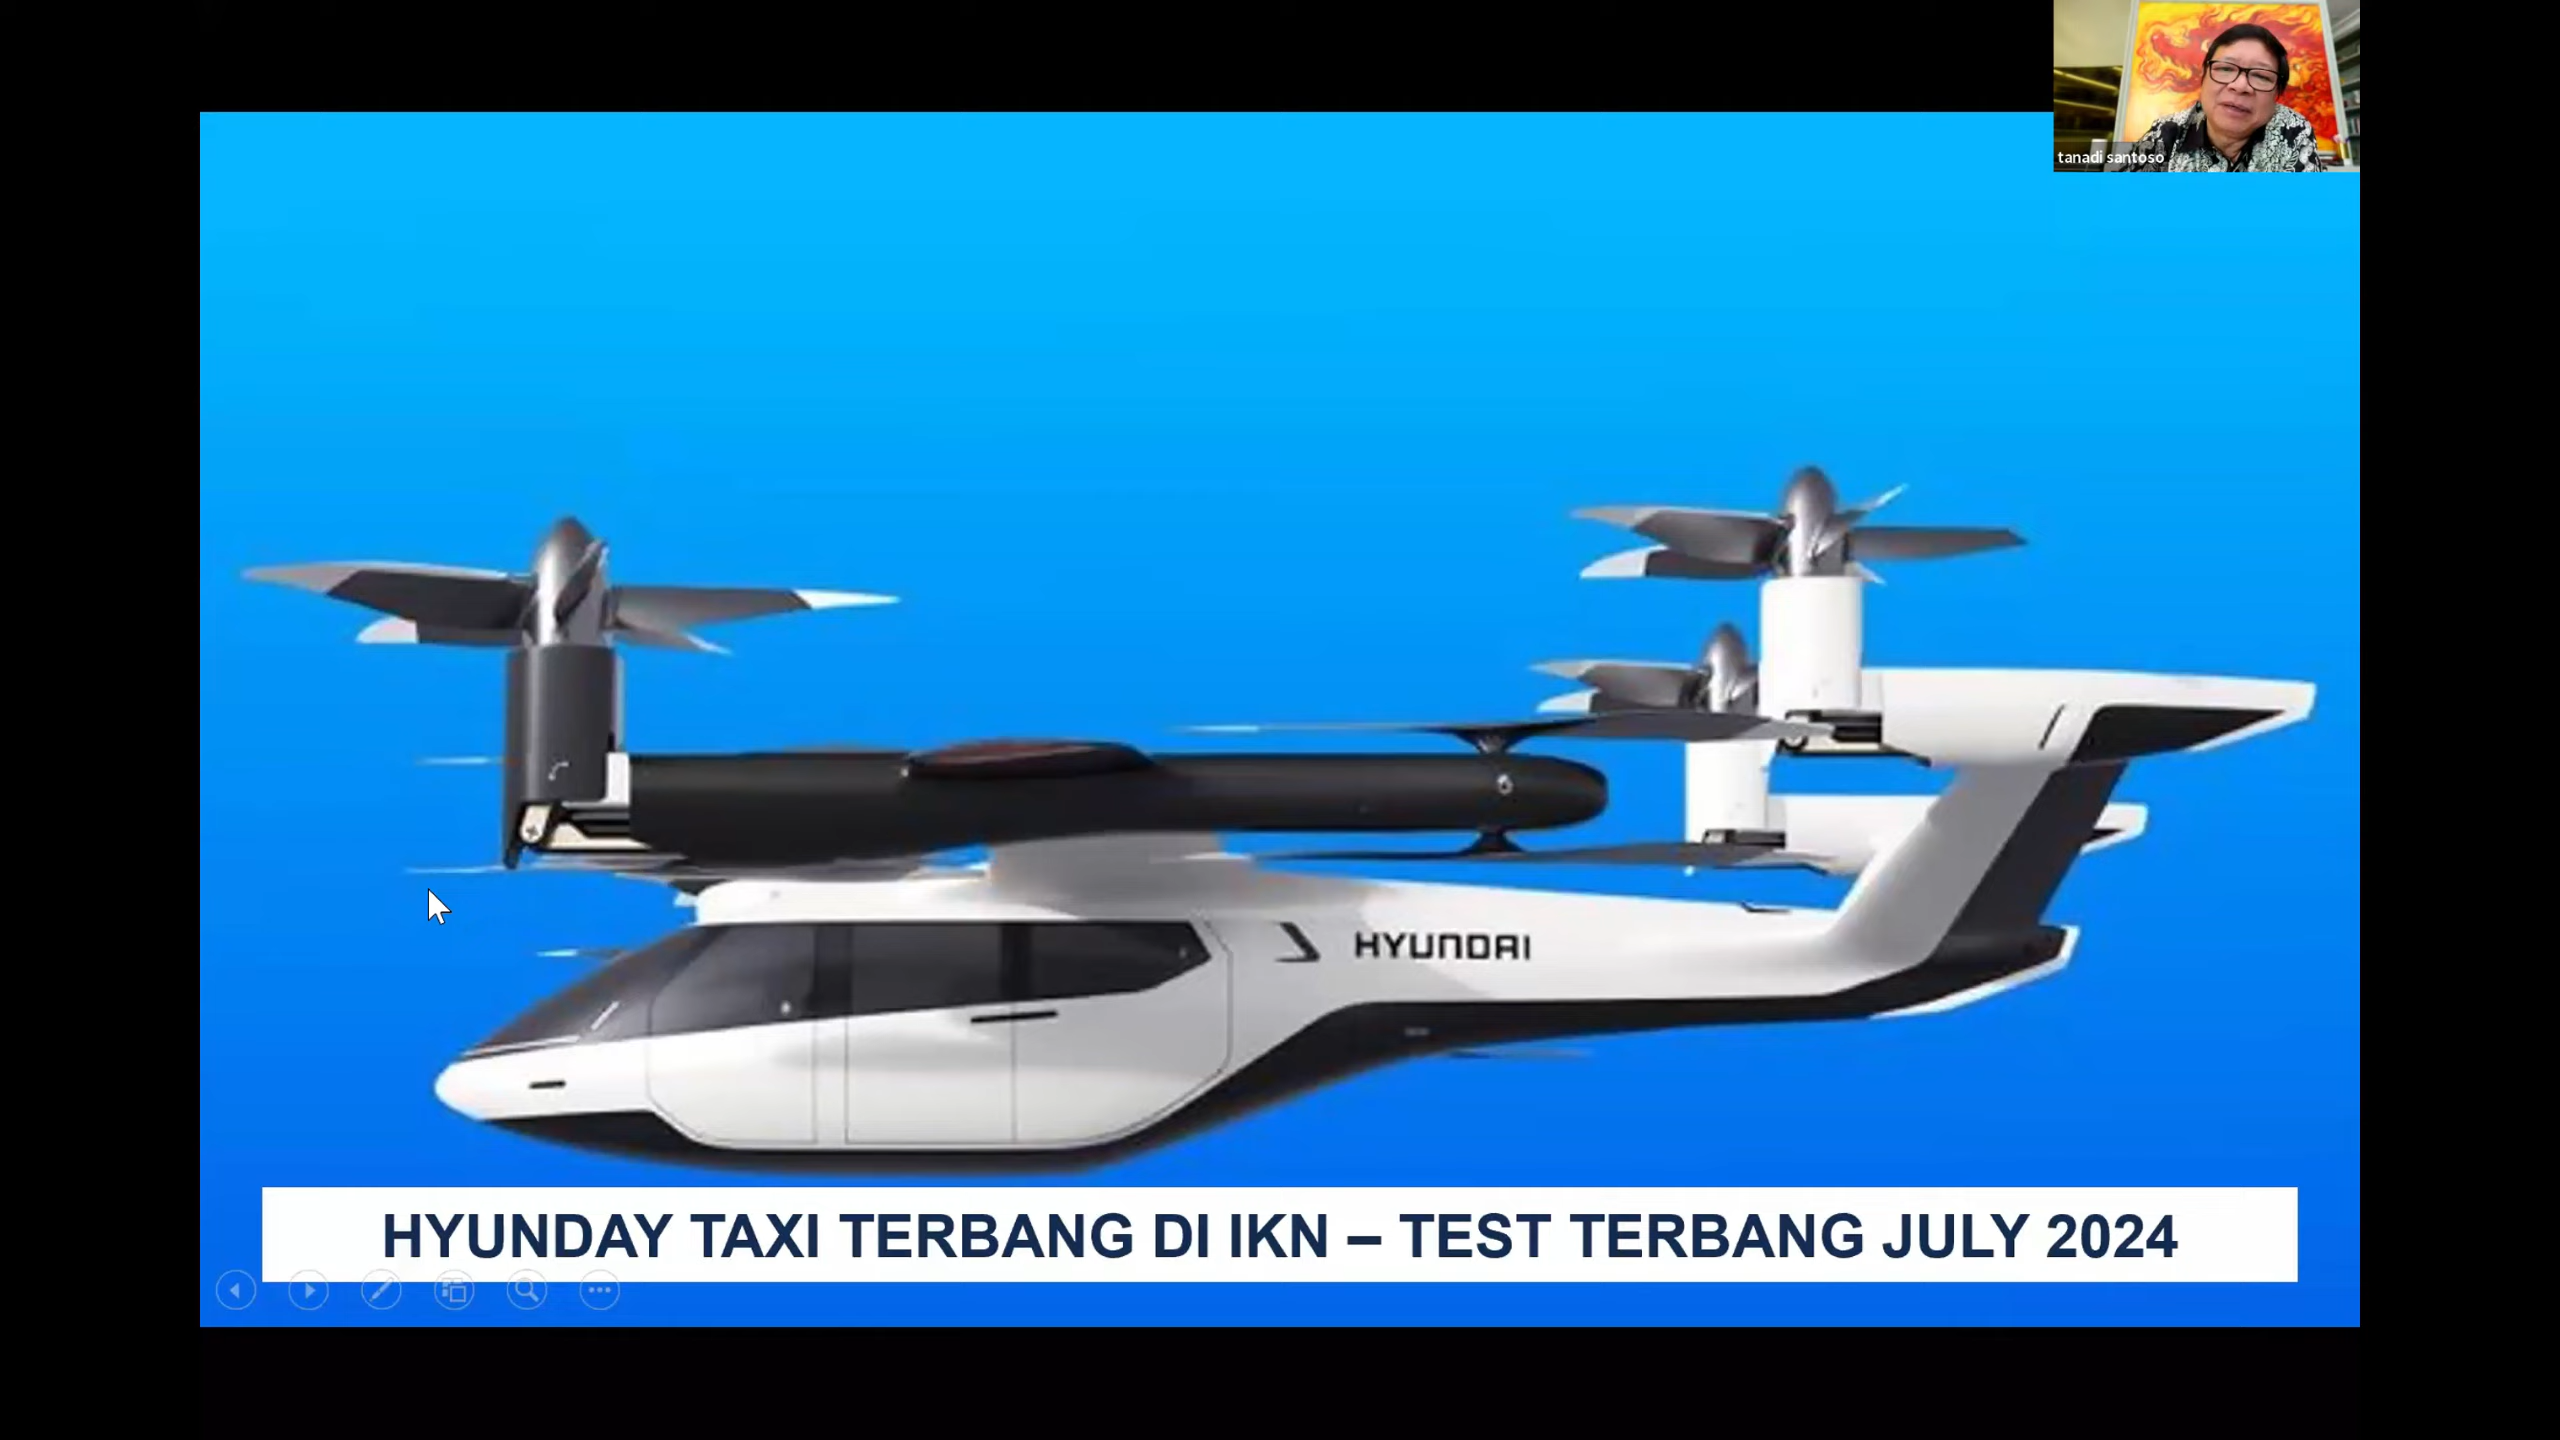 tanadi santoso
HYUNDAI
HYUNDAY TAXI TERBANG DI IKN – TEST TERBANG JULY 2024